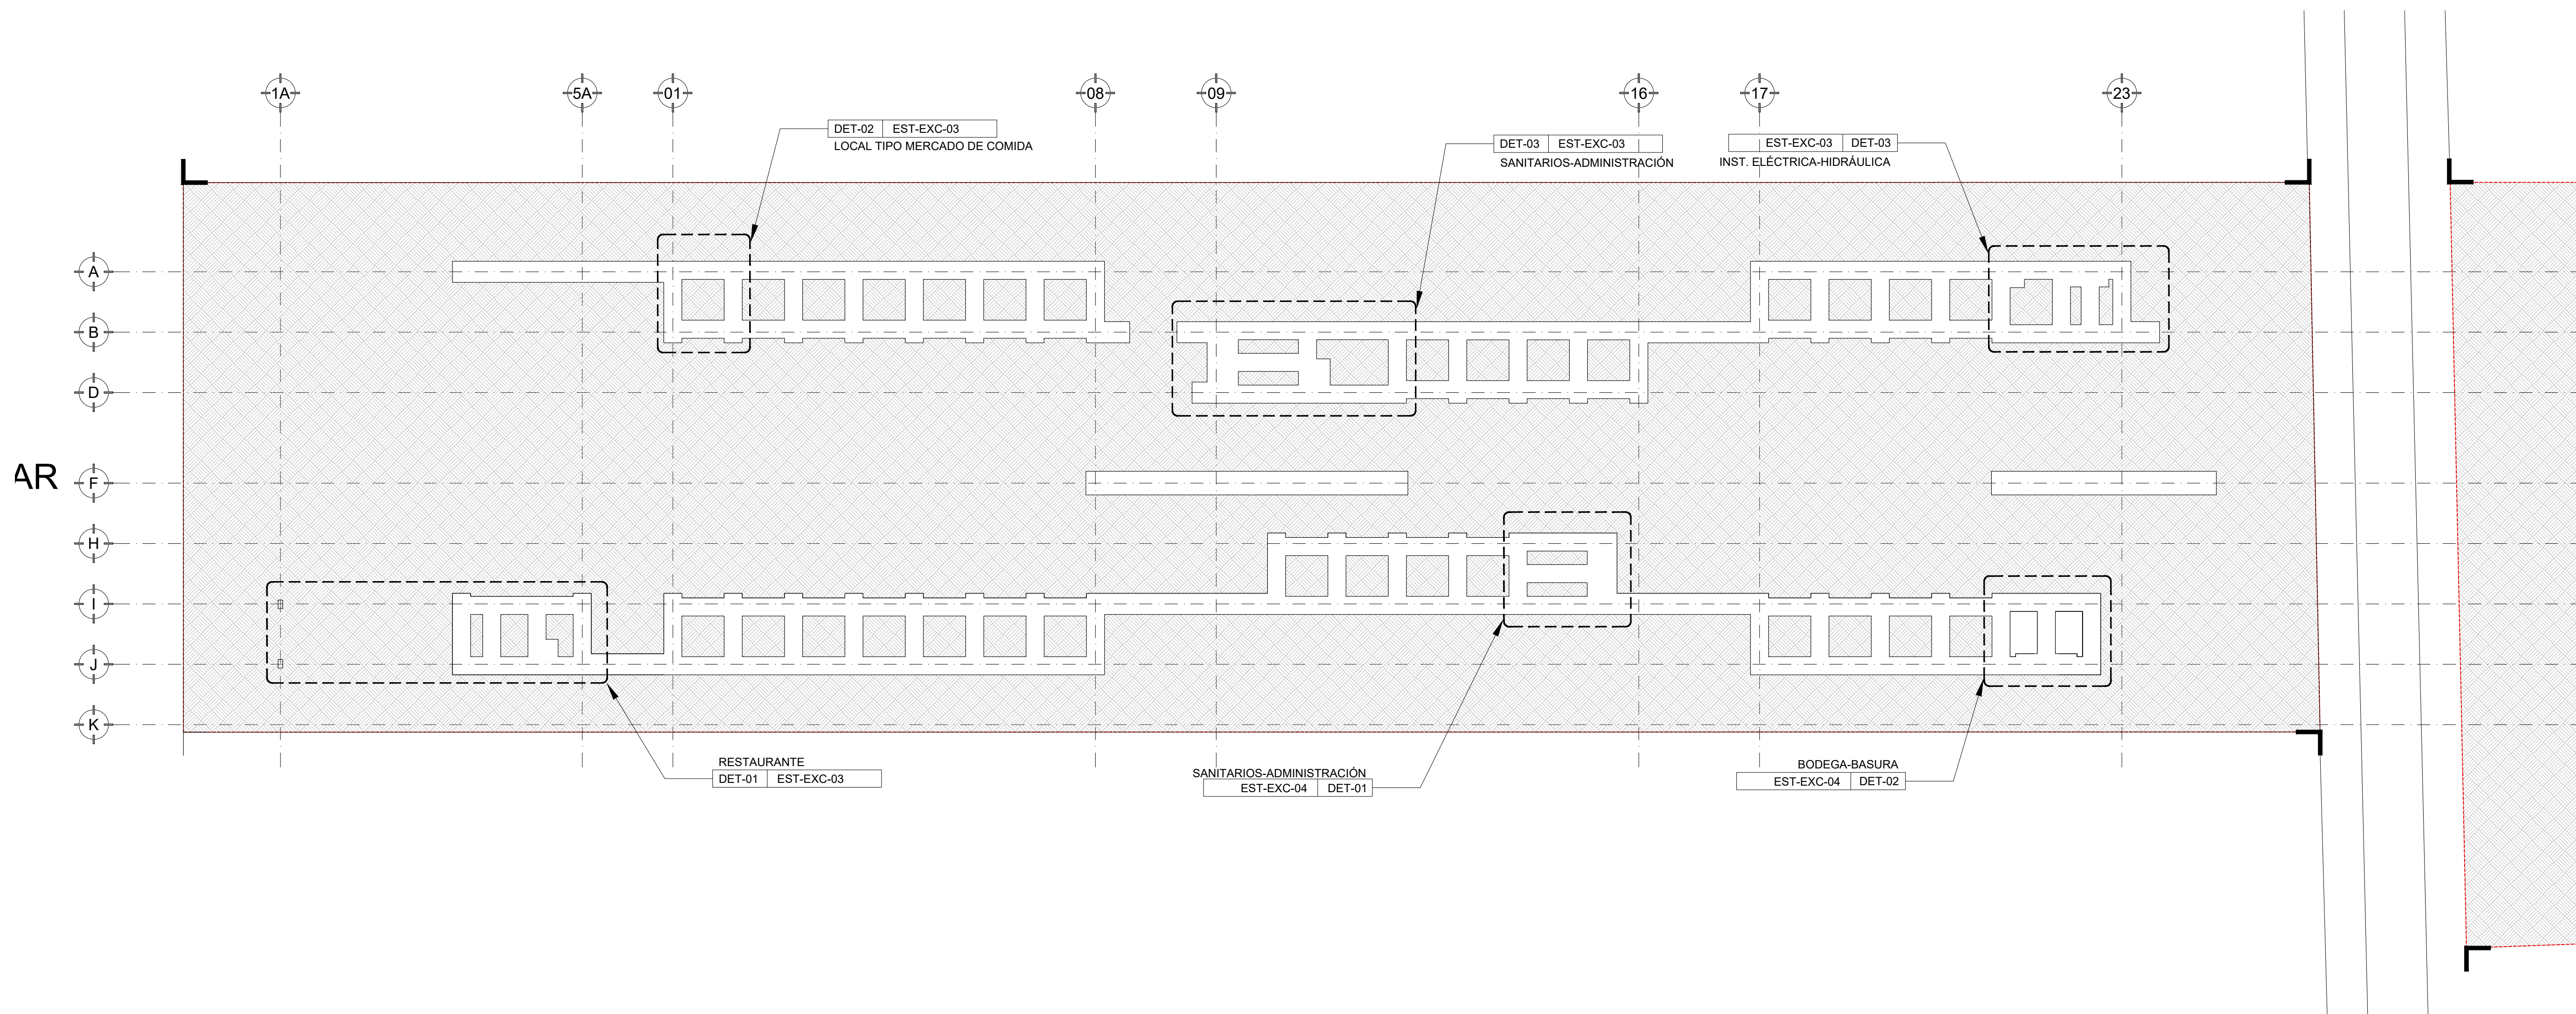 1A
5A
01
08
09
16
17
23
DET-02 EST-EXC-03
LOCAL TIPO MERCADO DE COMIDA
DET-03 EST-EXC-03
SANITARIOS-ADMINISTRACIÓN
EST-EXC-03 DET-03
INST. ELÉCTRICA-HIDRÁULICA
A
B
D
AR
F
H
I
J
K
RESTAURANTE
DET-01 EST-EXC-03
SANITARIOS-ADMINISTRACIÓN
EST-EXC-04 DET-01
BODEGA-BASURA
EST-EXC-04 DET-02